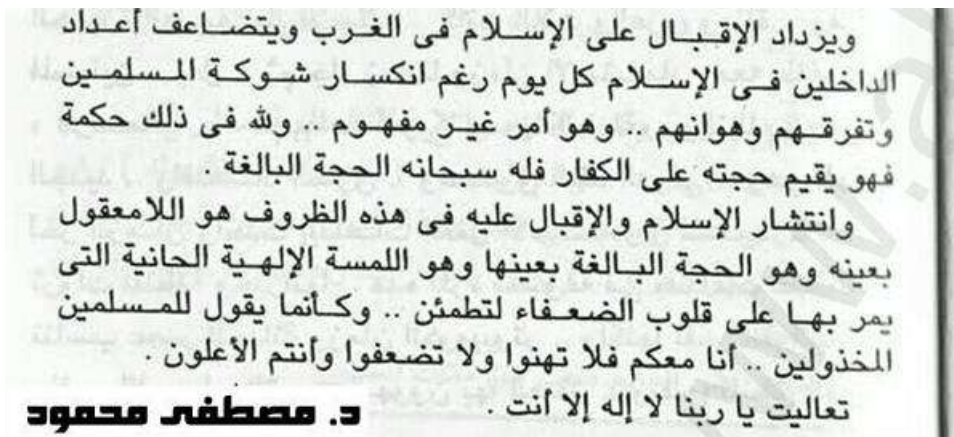 ويزداد الإقبال على الإسلام فى الغرب ويتضاعف أعداد
الداخلين فى الإسلام كل يوم رغم انكسار شوكة المسلمين
وتفرقهم وهوانهم .. وهو أمر غير مفهوم .. ولله فى ذلك حكمة
فهو يقيم حجته على الكفار فله سبحانه الحجة البالغة .
وانتشار الإسلام والإقبال عليه فى هذه الظروف هو اللامعقول
بعينه وهو الحجة البالغة بعينها وهو اللمسة الإلهية الحانية التى
يمر بها على قلوب الضعفاء لتطمئن .. وكأنما يقول للمسلمين
المخذولين .. أنا معكم فلا تهنوا ولا تضعفوا وأنتم الأعلون .
تعاليت يا ربنا لا إله إلا أنت .
د. مصطفى محمود